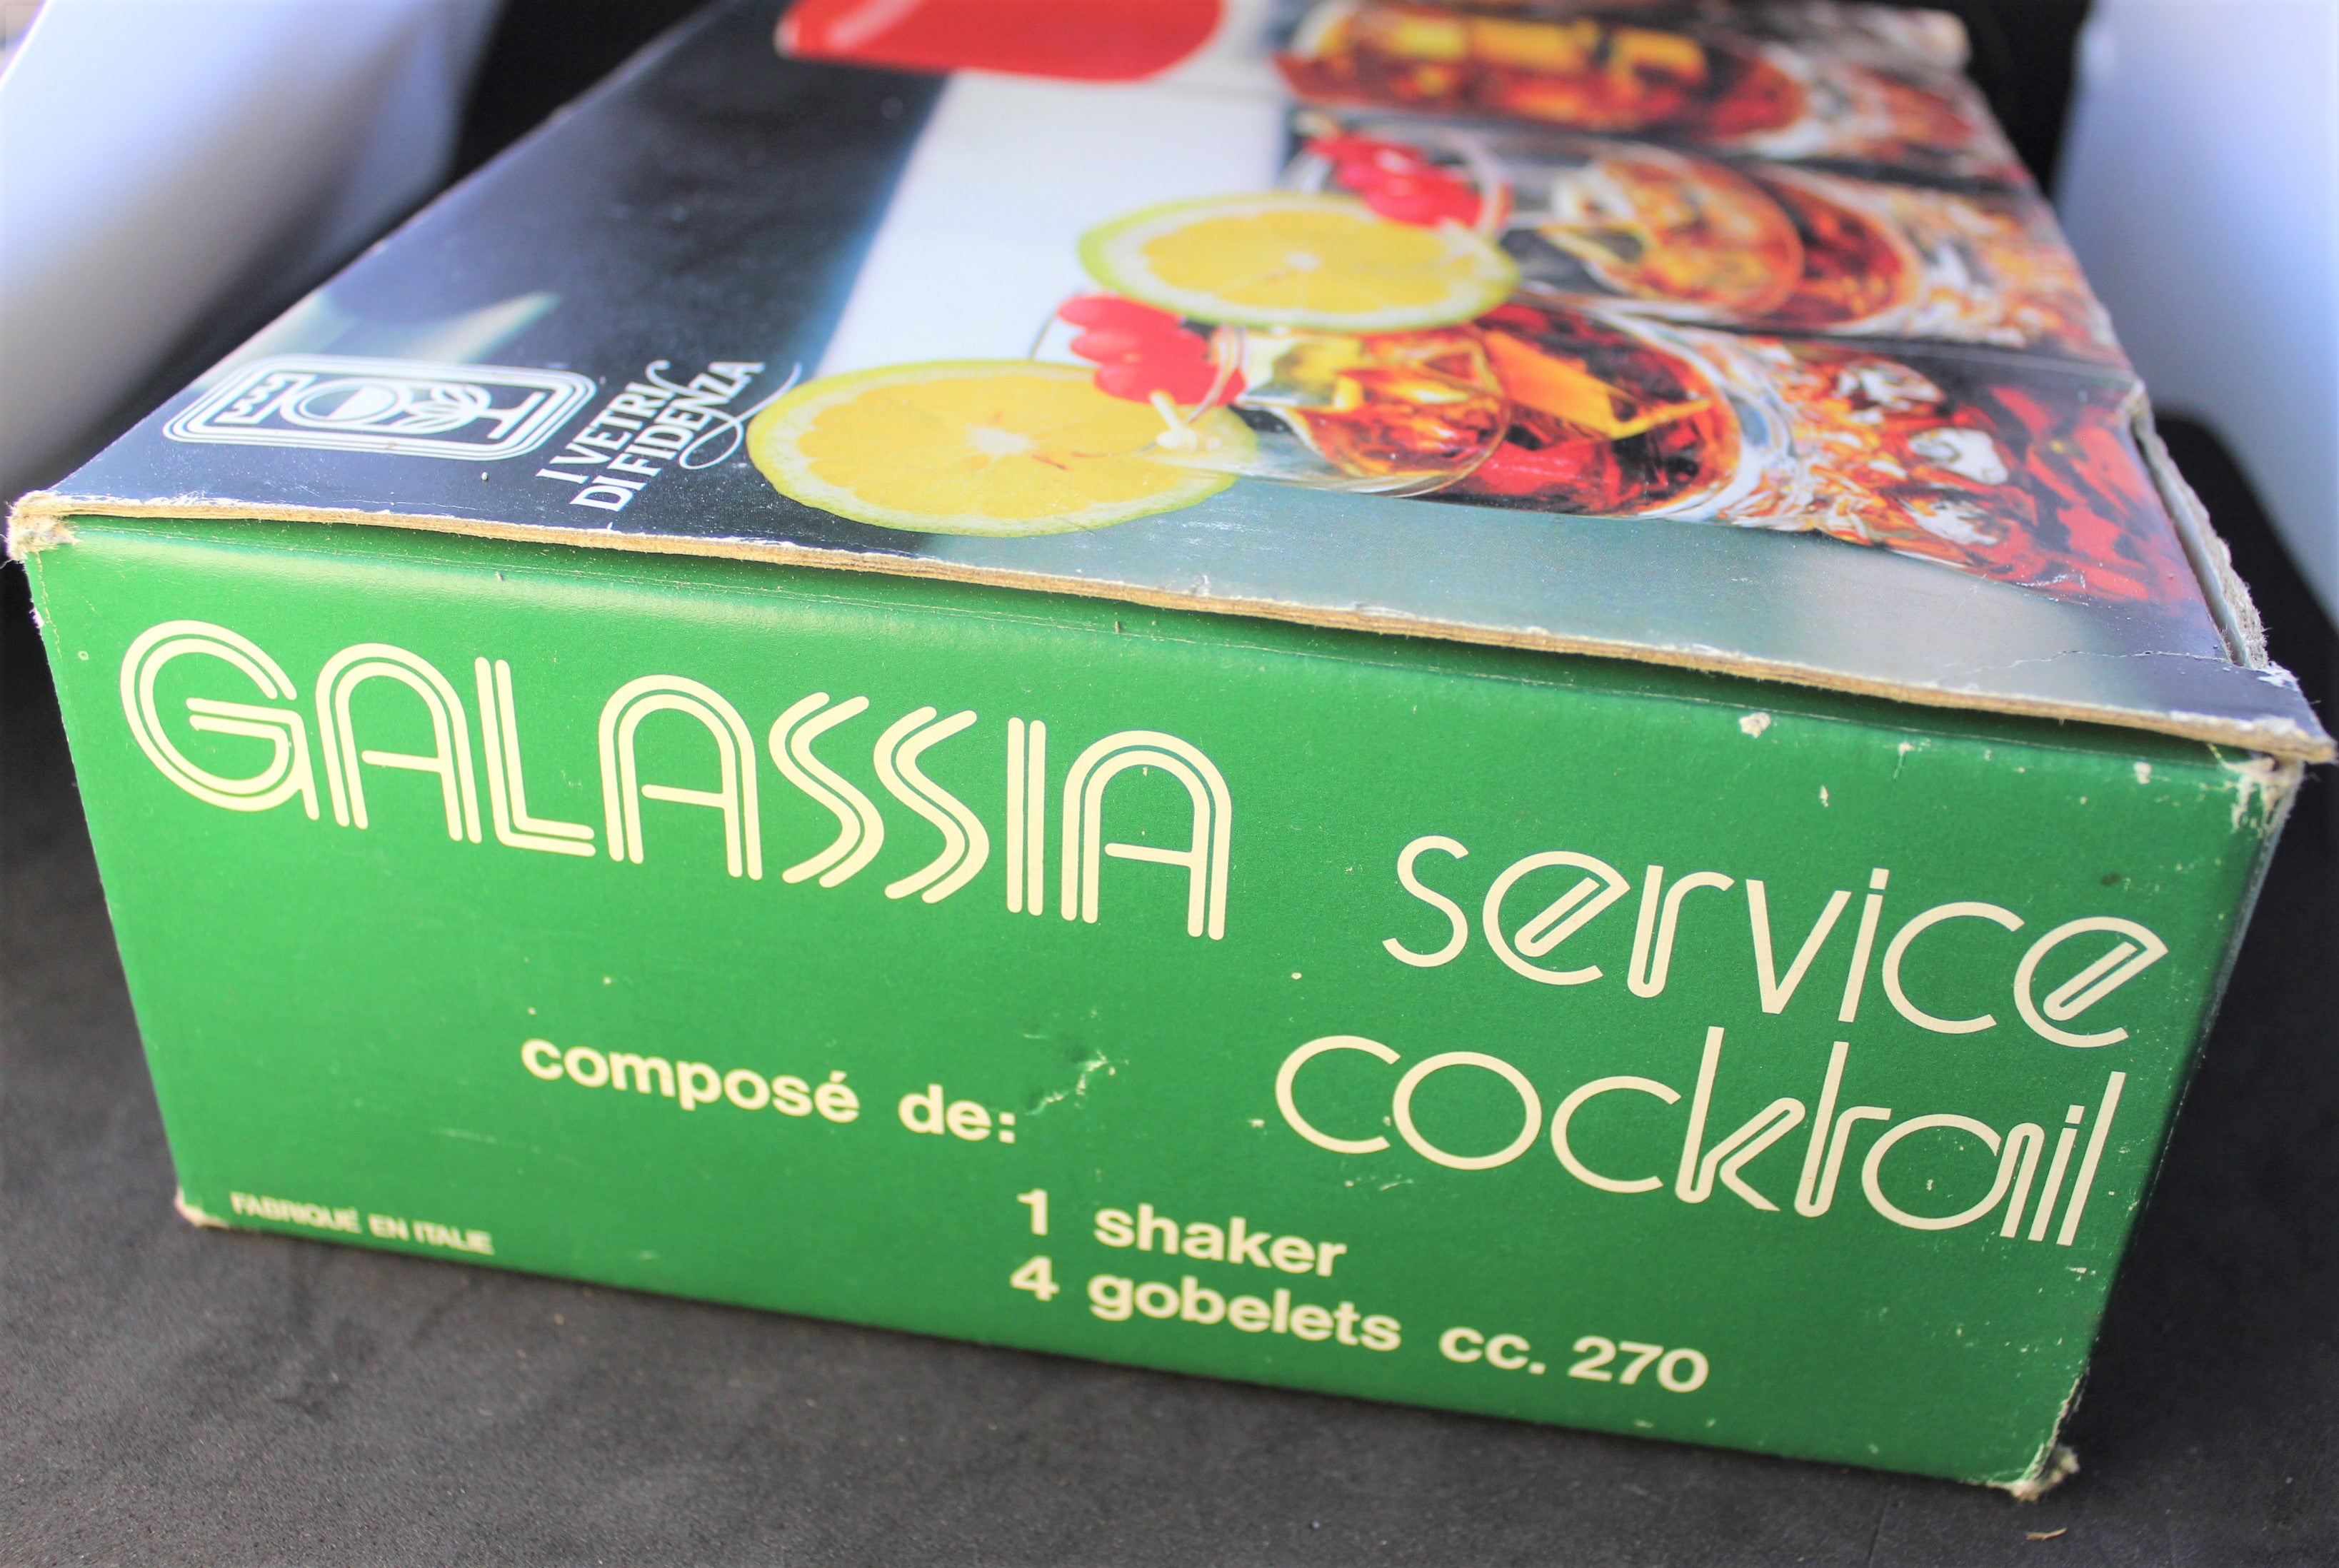 I VETRI
DI FIDENZA
GALASSIA
service
cocktail
composé de:
1 shaker
4 gobelets cc. 270
FABRIQUÉ EN ITALIE